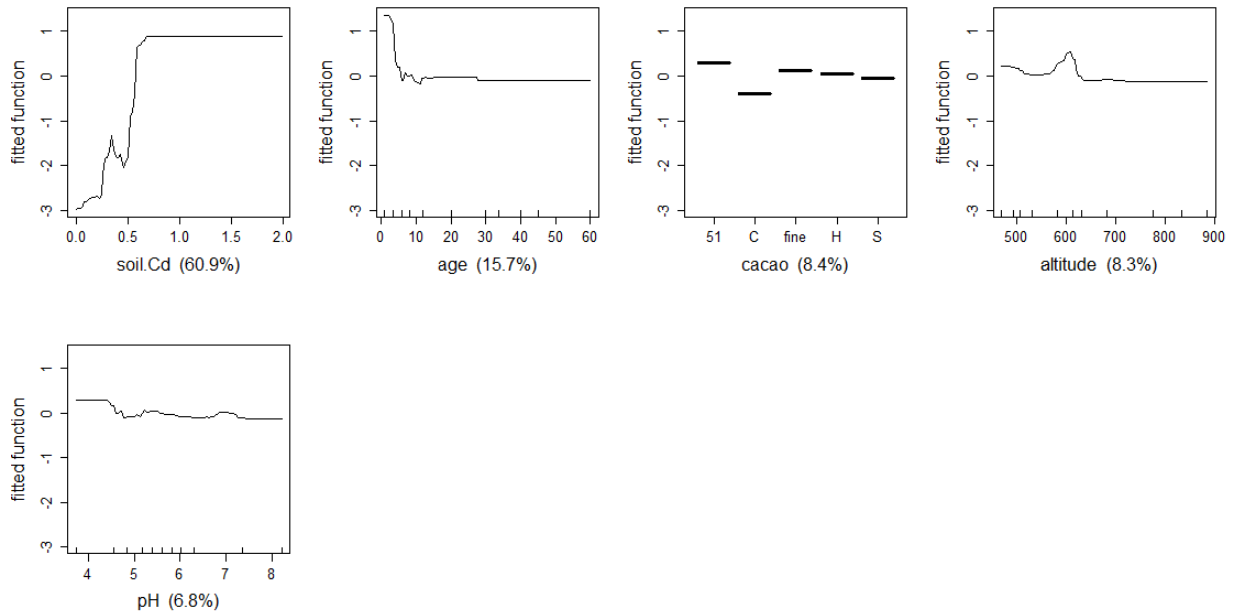 fitted function
1
0
-1
-2
-3
0.0 0.5 1.0 1.5 2.0
soil.Cd (60.9%)
fitted function
1
0
-1
-2
-3
0 10 20 30 40 50 60
age (15.7%)
fitted function
1
0
-1
-2
-3
51 C fine H S
cacao (8.4%)
fitted function
1
0
-1
-2
-3
500 600 700 800 900
altitude (8.3%)
fitted function
1
0
-1
-2
-3
4 5 6 7 8
pH (6.8%)